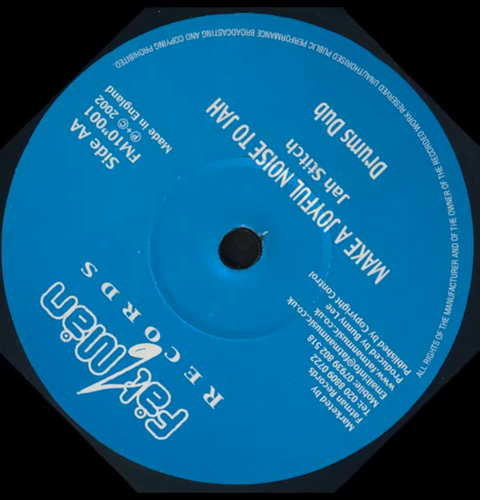 Fatman
RECORDS
Side AA
FM10"001
℗+© 2002
Made in England
MAKE A JOYFUL NOISE TO JAH
Jah Stitch
Drums Dub
Marketed by
Fatman Records
Tel: 020 8809 0722
Mobile: 07939 802 518
Email:info@fatmanmusic.co.uk
www.fatmanmusic.co.uk
Produced by Bunny Lee
Published by Copyright Control
ALL RIGHTS OF THE MANUFACTURER AND OF THE OWNER OF THE RECORDED WORK RESERVED UNAUTHORISED PUBLIC PERFORMANCE BROADCASTING AND COPYING PROHIBITED.